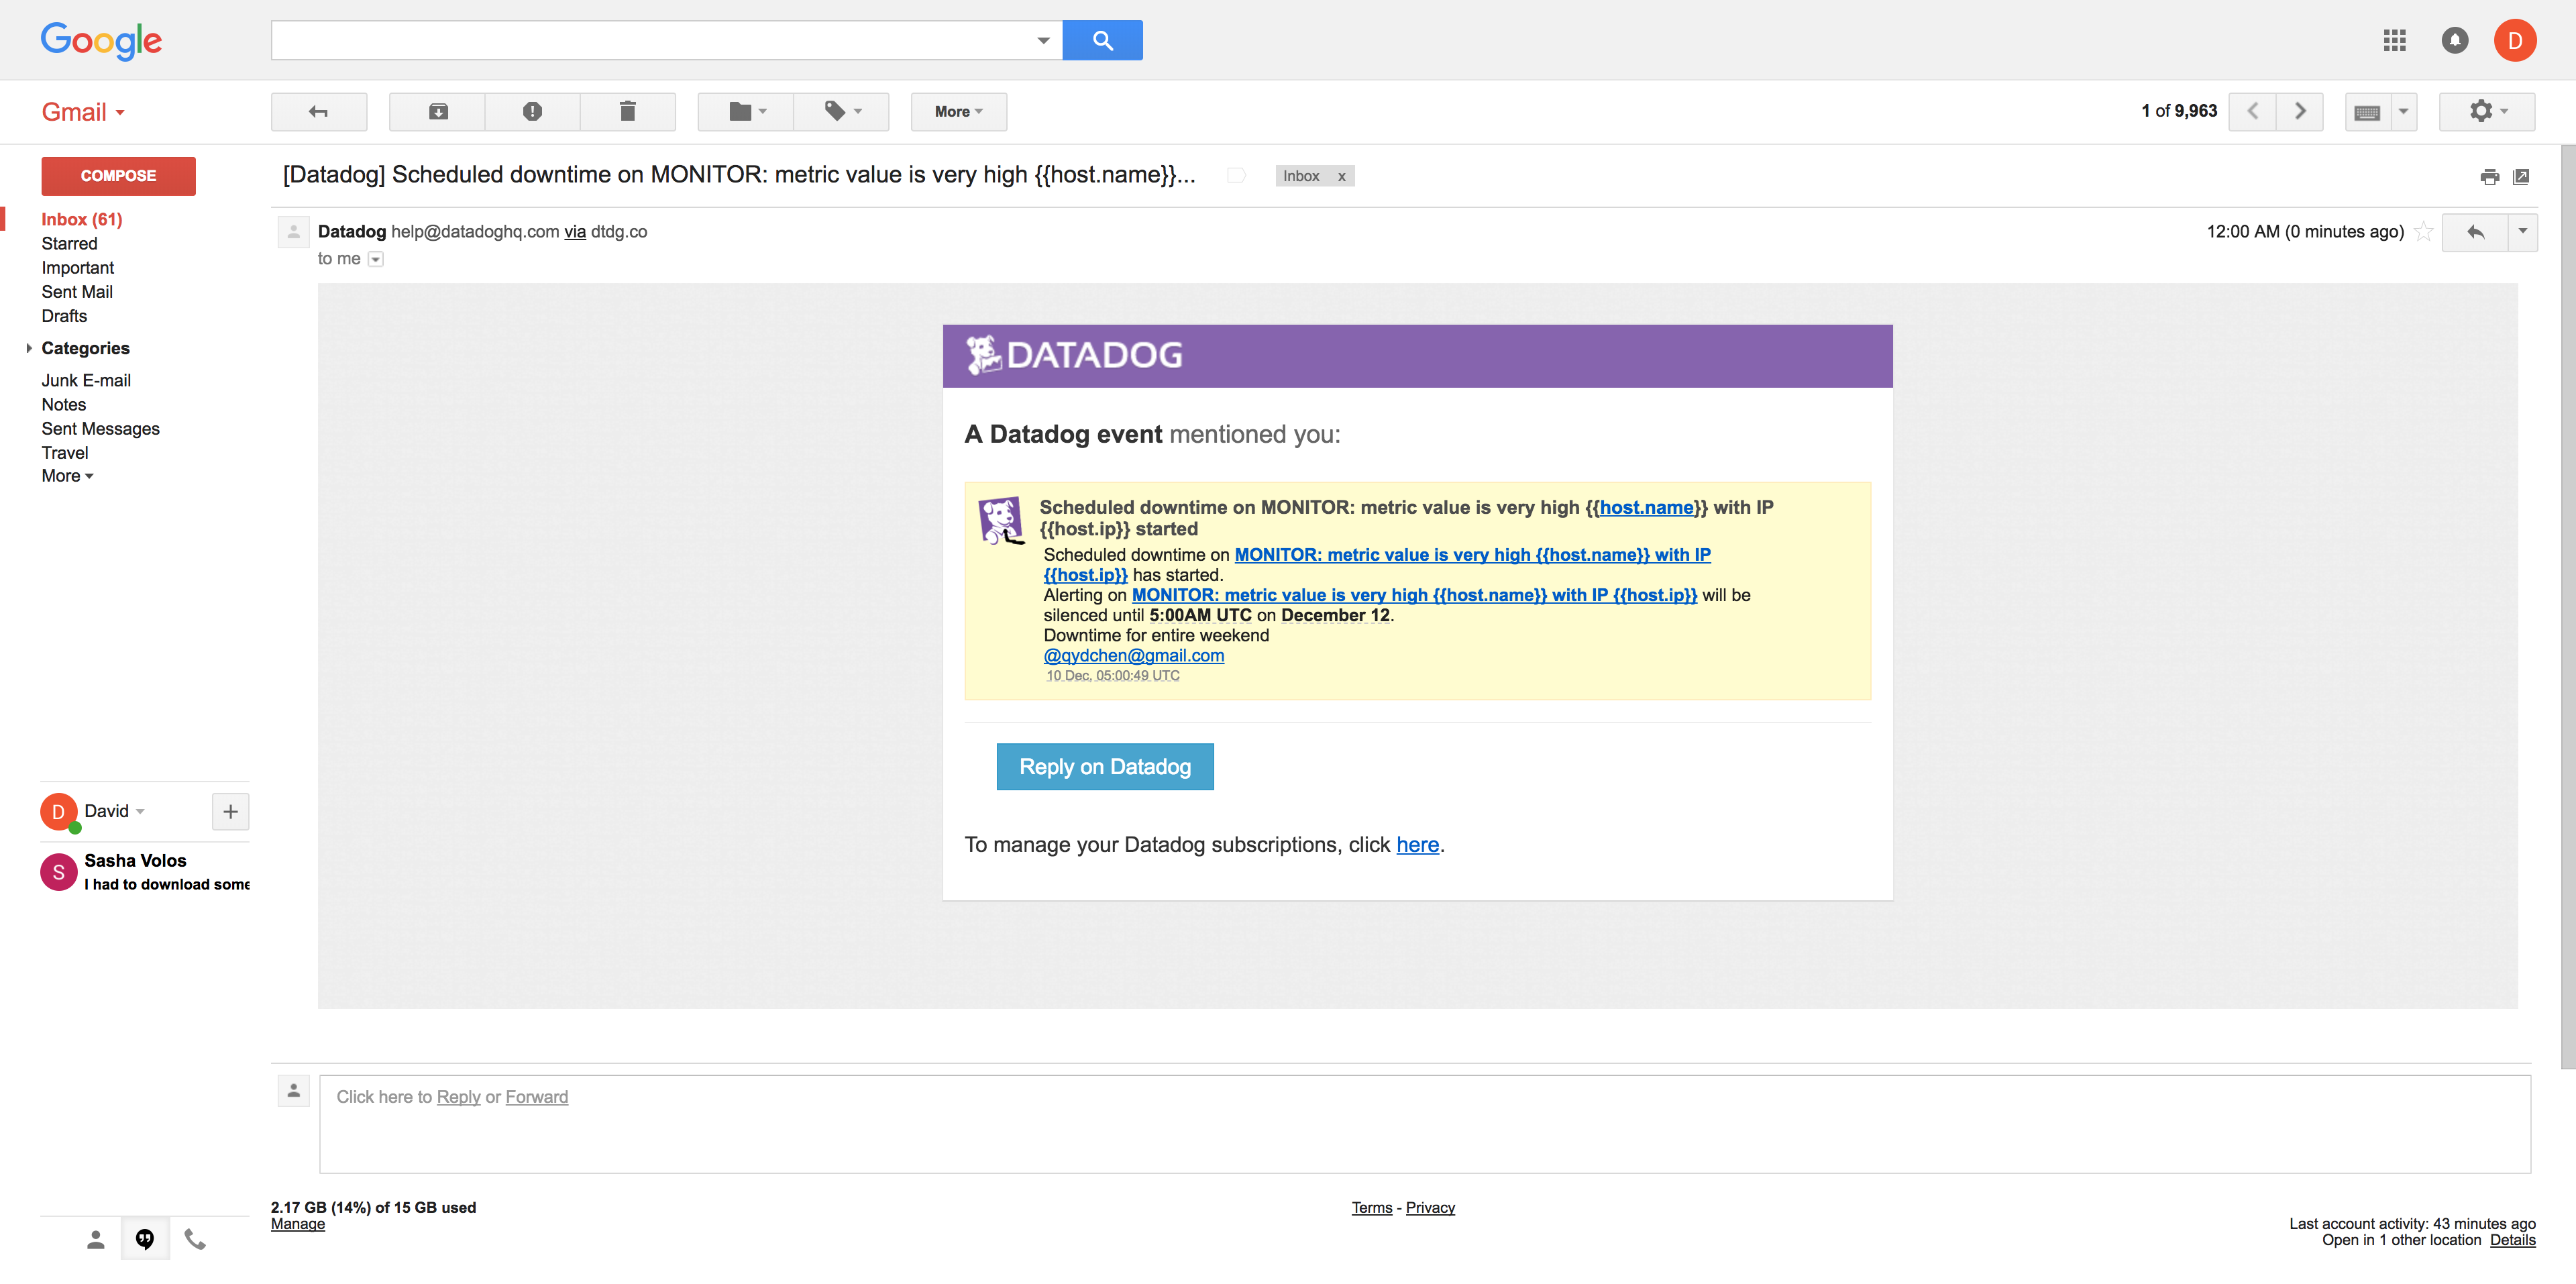 Google
D
Gmail
More
1 of 9,963
COMPOSE
[Datadog] Scheduled downtime on MONITOR: metric value is very high {{host.name}}...
Inbox x
Inbox (61)
Starred
Important
Sent Mail
Drafts
Categories
Junk E-mail
Notes
Sent Messages
Travel
More
Datadog help@datadoghq.com via dtdg.co
12:00 AM (0 minutes ago)
to me
DATADOG
A Datadog event mentioned you:
Scheduled downtime on MONITOR: metric value is very high {{host.name}} with IP
{{host.ip}} started
Scheduled downtime on MONITOR: metric value is very high {{host.name}} with IP
{{host.ip}} has started.
Alerting on MONITOR: metric value is very high {{host.name}} with IP {{host.ip}} will be
silenced until 5:00AM UTC on December 12.
Downtime for entire weekend
@qydchen@gmail.com
10 Dec, 05:00:49 UTC
Reply on Datadog
To manage your Datadog subscriptions, click here.
D
David
S
Sasha Volos
I had to download some
Click here to Reply or Forward
2.17 GB (14%) of 15 GB used
Manage
Terms - Privacy
Last account activity: 43 minutes ago
Open in 1 other location Details